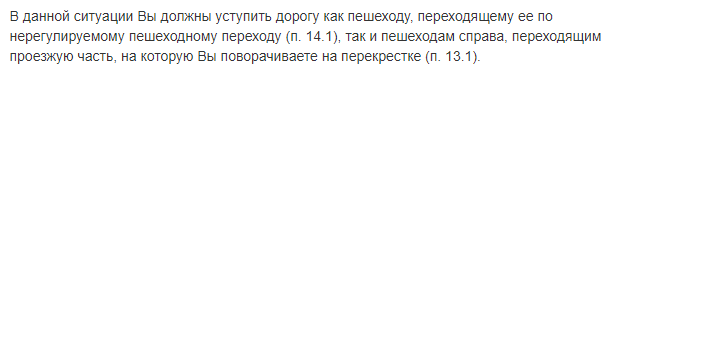 В данной ситуации Вы должны уступить дорогу как пешеходу, переходящему ее по
нерегулируемому пешеходному переходу (п. 14.1), так и пешеходам справа, переходящим
проезжую часть, на которую Вы поворачиваете на перекрестке (п. 13.1).